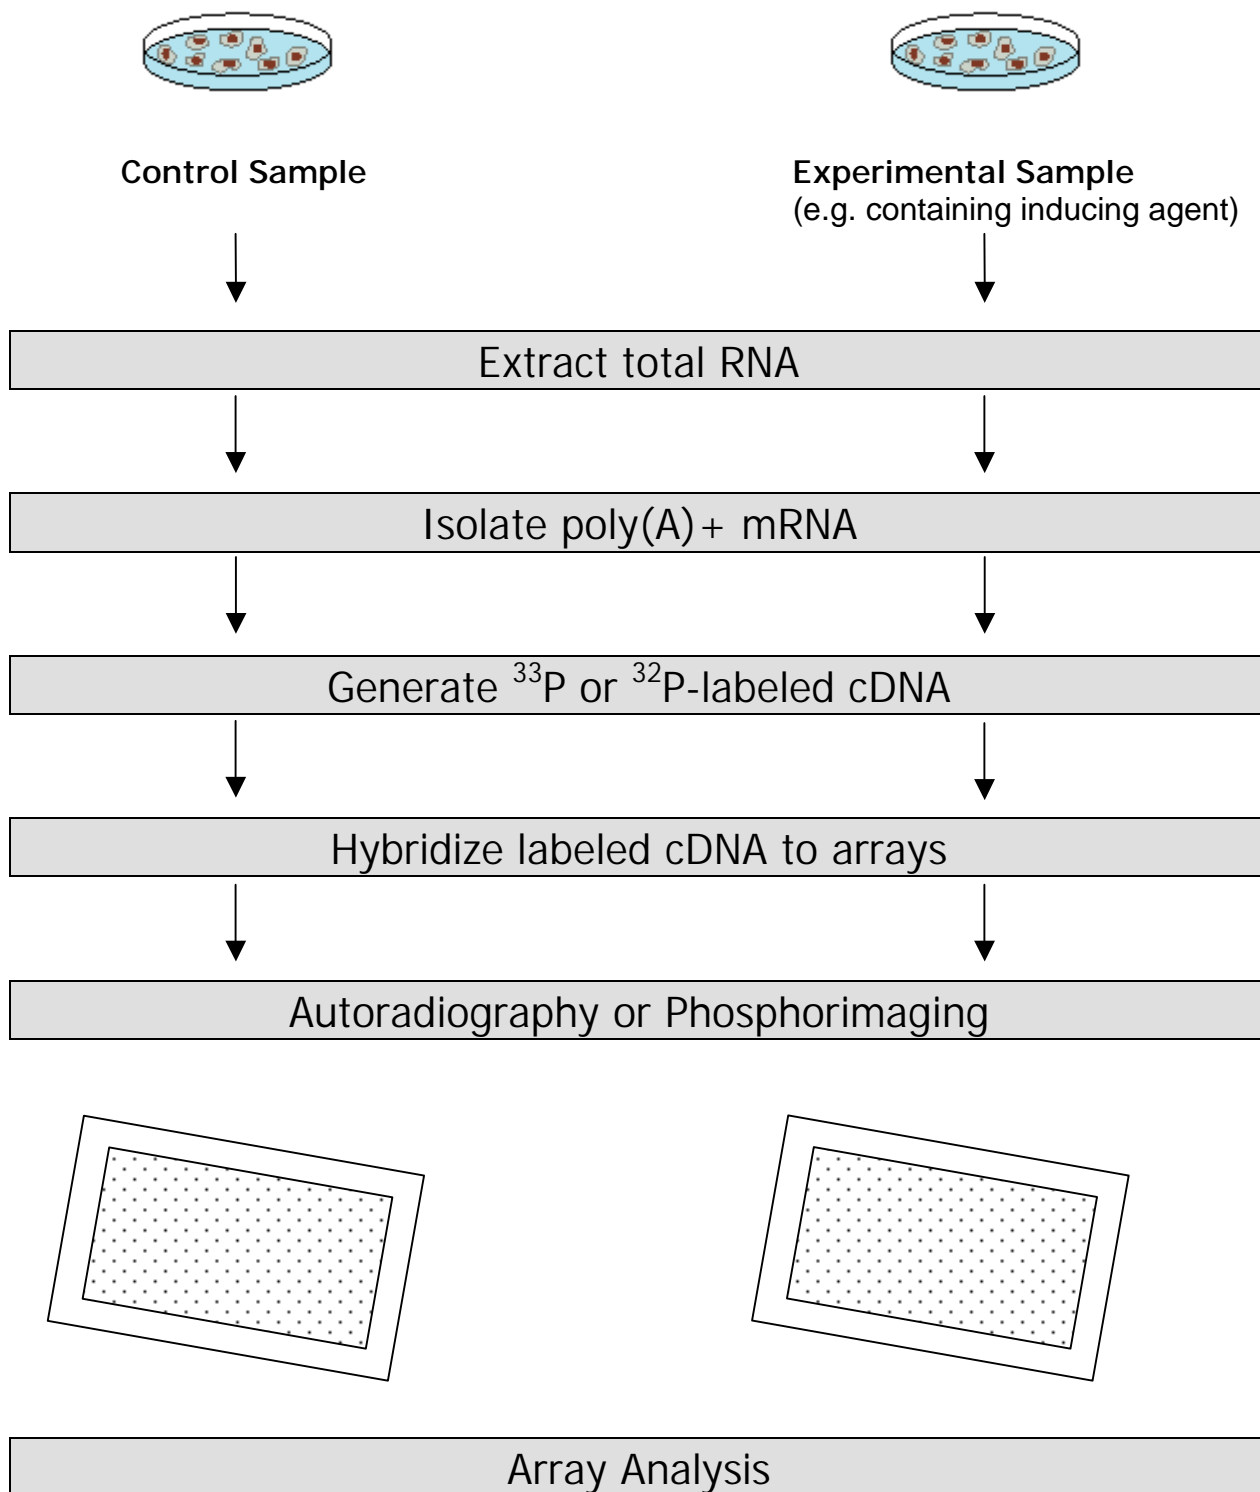 Control Sample
Experimental Sample
(e.g. containing inducing agent)
Extract total RNA
Isolate poly(A)+ mRNA
Generate ³³P or ³²P-labeled cDNA
Hybridize labeled cDNA to arrays
Autoradiography or Phosphorimaging
Array Analysis